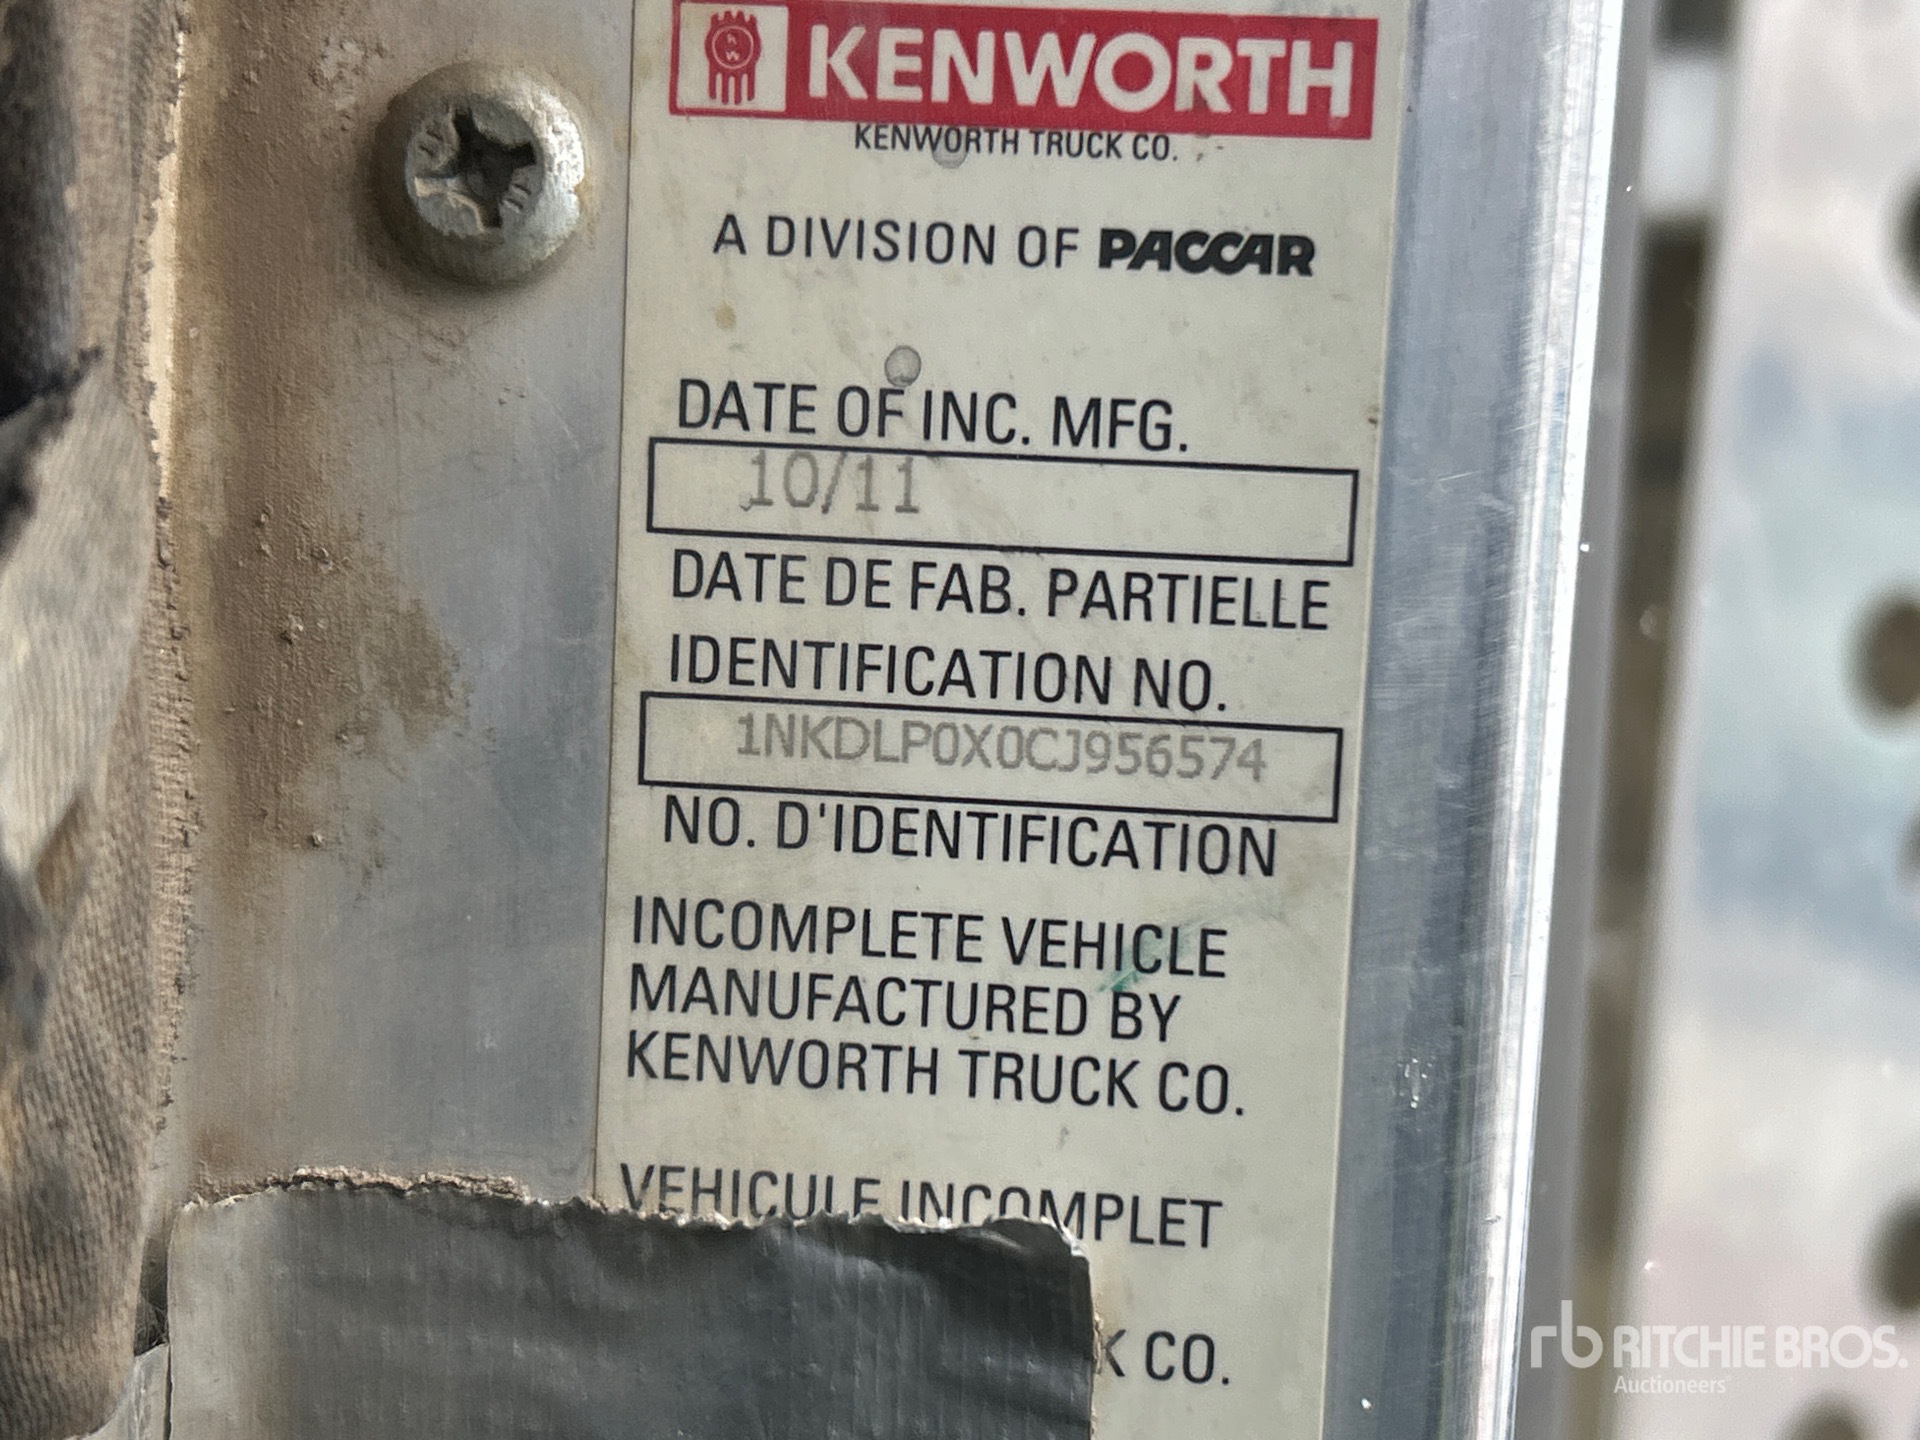 KENWORTH
KENWORTH TRUCK CO.
A DIVISION OF PACCAR
DATE OF INC. MFG.
10/11
DATE DE FAB. PARTIELLE
IDENTIFICATION NO.
1NKDLP0X0CJ956574
NO. D'IDENTIFICATION
INCOMPLETE VEHICLE
MANUFACTURED BY
KENWORTH TRUCK CO.
VEHICULE INCOMPLET
K CO.
rb RITCHIE BROS.
Auctioneers